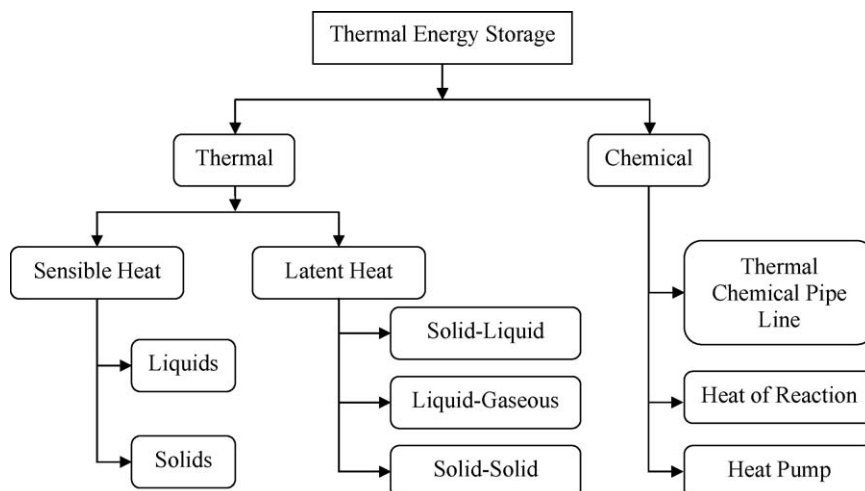 Thermal Energy Storage
Thermal
Chemical
Sensible Heat
Latent Heat
Thermal
Chemical Pipe
Line
Solid-Liquid
Liquids
Liquid-Gaseous
Heat of Reaction
Solids
Solid-Solid
Heat Pump